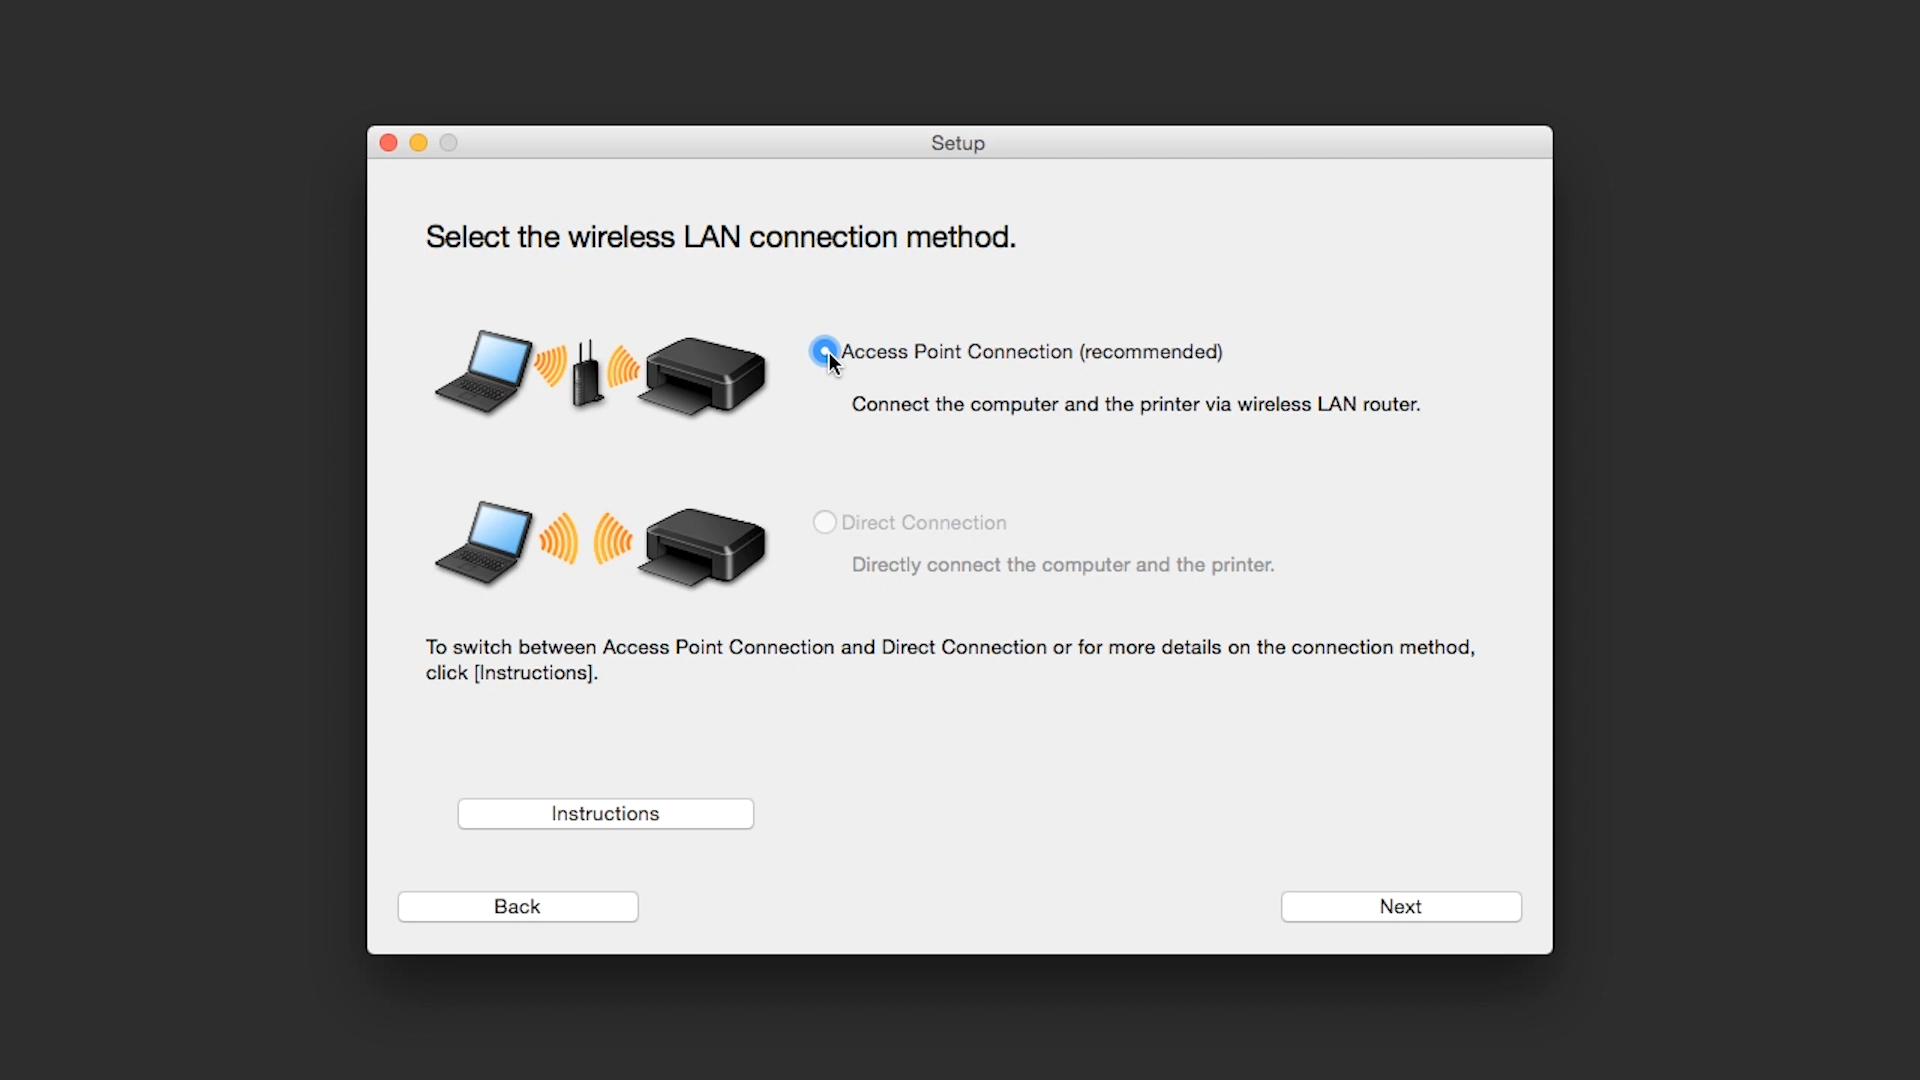 Setup
Select the wireless LAN connection method.
Access Point Connection (recommended)
Connect the computer and the printer via wireless LAN router.
Direct Connection
Directly connect the computer and the printer.
To switch between Access Point Connection and Direct Connection or for more details on the connection method,
click [Instructions].
Instructions
Back
Next